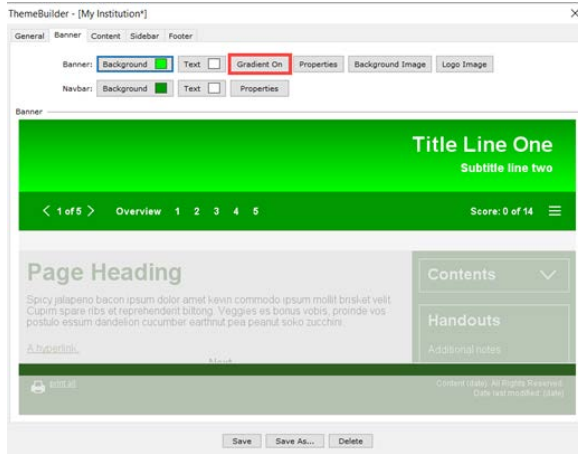 ThemeBuilder - [My Institution*]
General Banner Content Sidebar Footer
Banner: Background Text Gradient On Properties Background Image Logo Image
Navbar: Background Text Properties
Banner
Title Line One
Subtitle line two
< 1 of 5 > Overview 1 2 3 4 5 Score: 0 of 14
Page Heading
Spicy jalapeno bacon ipsum dolor amet kevin commodo ipsum mollit brisket velit.
Cupim spare ribs et reprehenderit biltong. Veggies es bonus vobis, proinde vos
postulo essum dandelion cucumber earthnut pea peanut soko zucchini.
A hyperlink.
Next
Contents
Handouts
Additional notes
print all
Content {date}. All Rights Reserved.
Date last modified: {date}
Save Save As... Delete